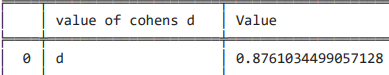 value of cohens d Value
0 d 0.8761034499057128